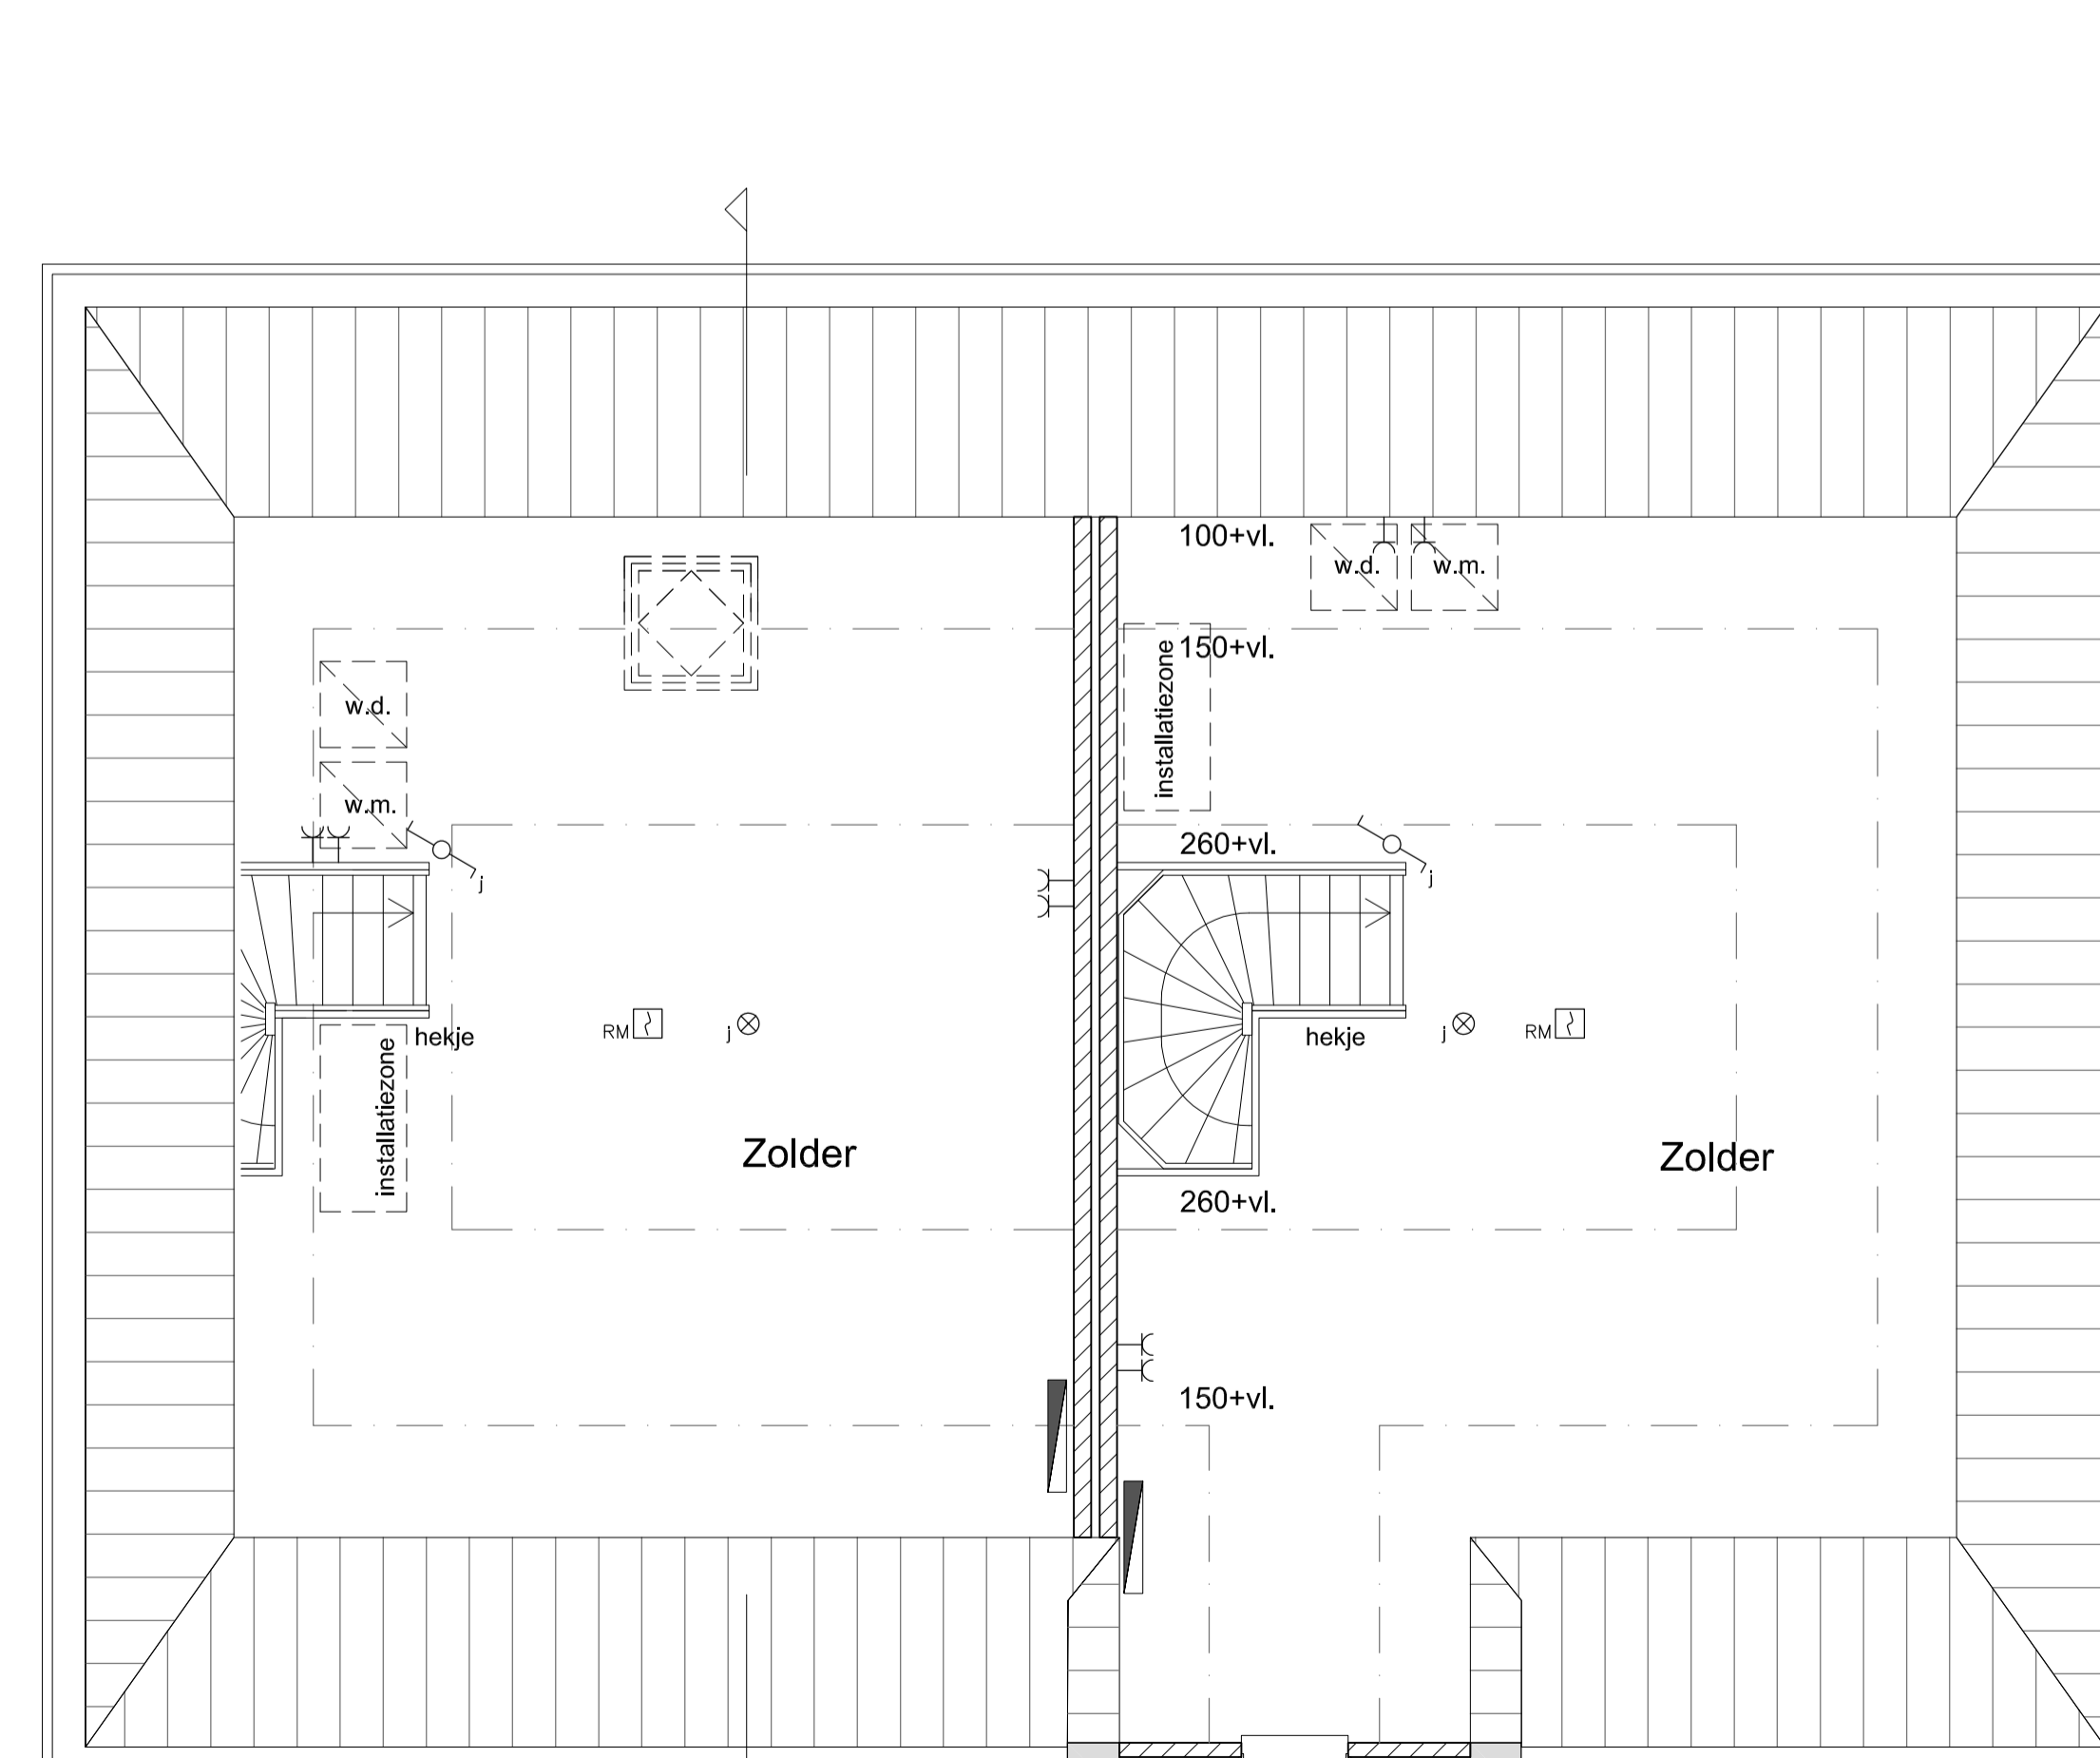 100+vl.
w.d.
w.m.
150+vl.
installatiezone
w.d.
w.m.
260+vl.
j
j
RM
j
hekje
hekje
j
RM
installatiezone
Zolder
Zolder
260+vl.
150+vl.